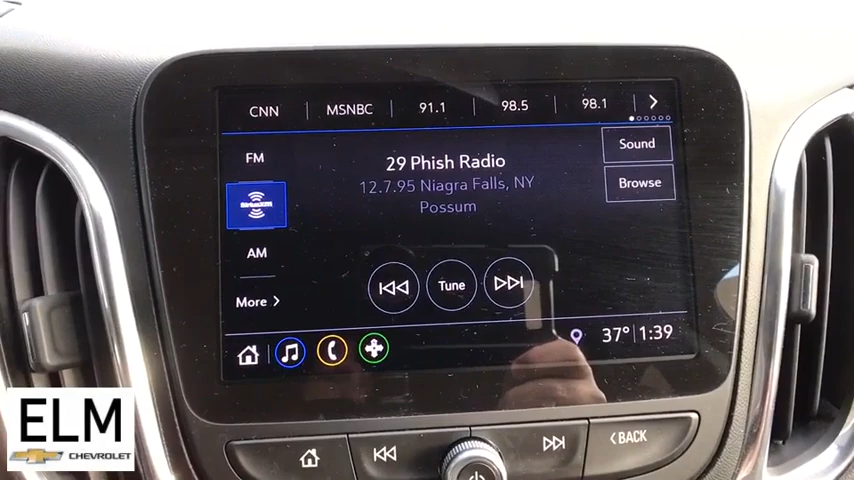 CNN MSNBC 91.1 98.5 98.1
FM
29 Phish Radio
Sound
12.7.95 Niagra Falls, NY
Browse
SiriusXM
Possum
AM
Tune
More
37° 1:39
BACK
ELM
CHEVROLET